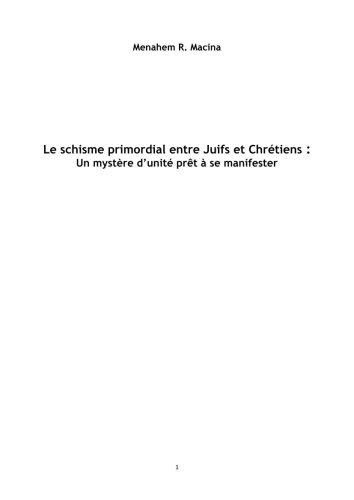 Menahem R. Macina
Le schisme primordial entre Juifs et Chrétiens :
Un mystère d’unité prêt à se manifester
1